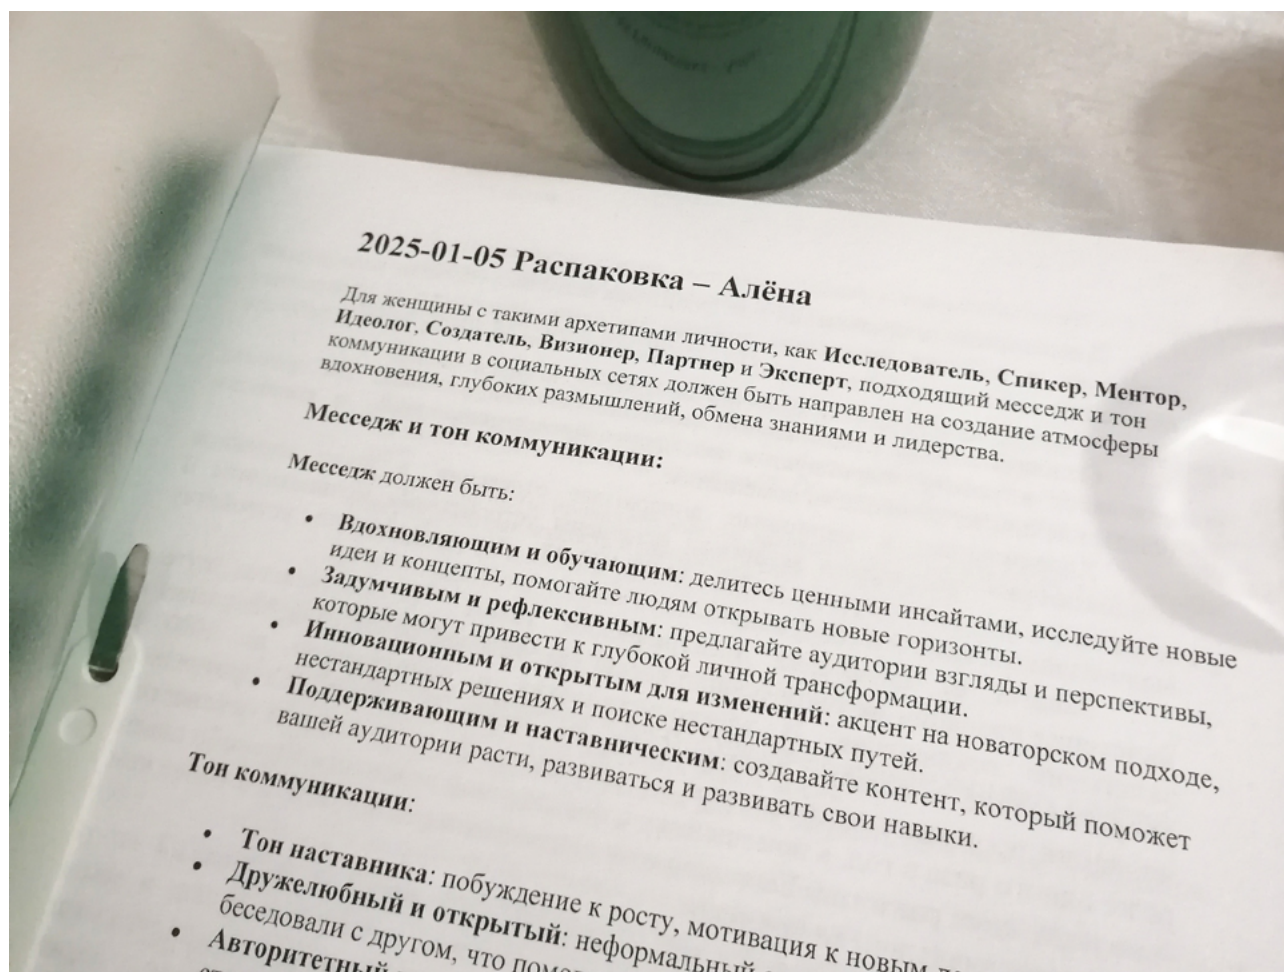 2025-01-05 Распаковка – Алёна
Для женщины с такими архетипами личности, как Исследователь, Спикер, Ментор,
Идеолог, Создатель, Визионер, Партнер и Эксперт, подходящий месседж и тон
коммуникации в социальных сетях должен быть направлен на создание атмосферы
вдохновения, глубоких размышлений, обмена знаниями и лидерства.
Месседж и тон коммуникации:
Месседж должен быть:
• Вдохновляющим и обучающим: делитесь ценными инсайтами, исследуйте новые
идеи и концепты, помогайте людям открывать новые горизонты.
• Задумчивым и рефлексивным: предлагайте аудитории взгляды и перспективы,
которые могут привести к глубокой личной трансформации.
• Инновационным и открытым для изменений: акцент на новаторском подходе,
нестандартных решениях и поиске нестандартных путей.
• Поддерживающим и наставническим: создавайте контент, который поможет
вашей аудитории расти, развиваться и развивать свои навыки.
Тон коммуникации:
• Тон наставника: побуждение к росту, мотивация к новым
• Дружелюбный и открытый: неформальный
беседовали с другом, что
• Авторитетный